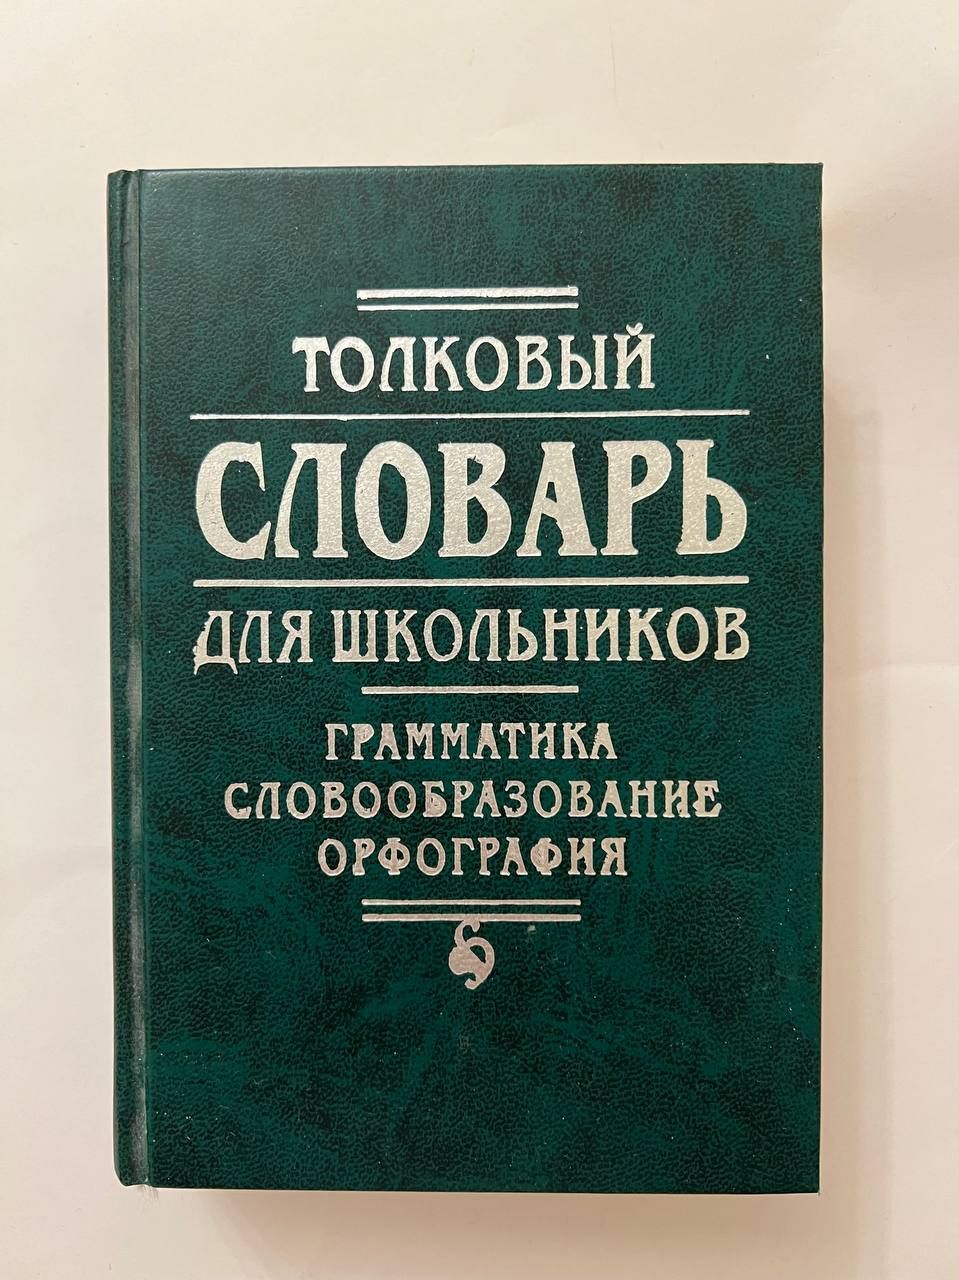 ТОЛКОВЫЙ
СЛОВАРЬ
ДЛЯ ШКОЛЬНИКОВ
ГРАММАТИКА
СЛОВООБРАЗОВАНИЕ
ОРФОГРАФИЯ